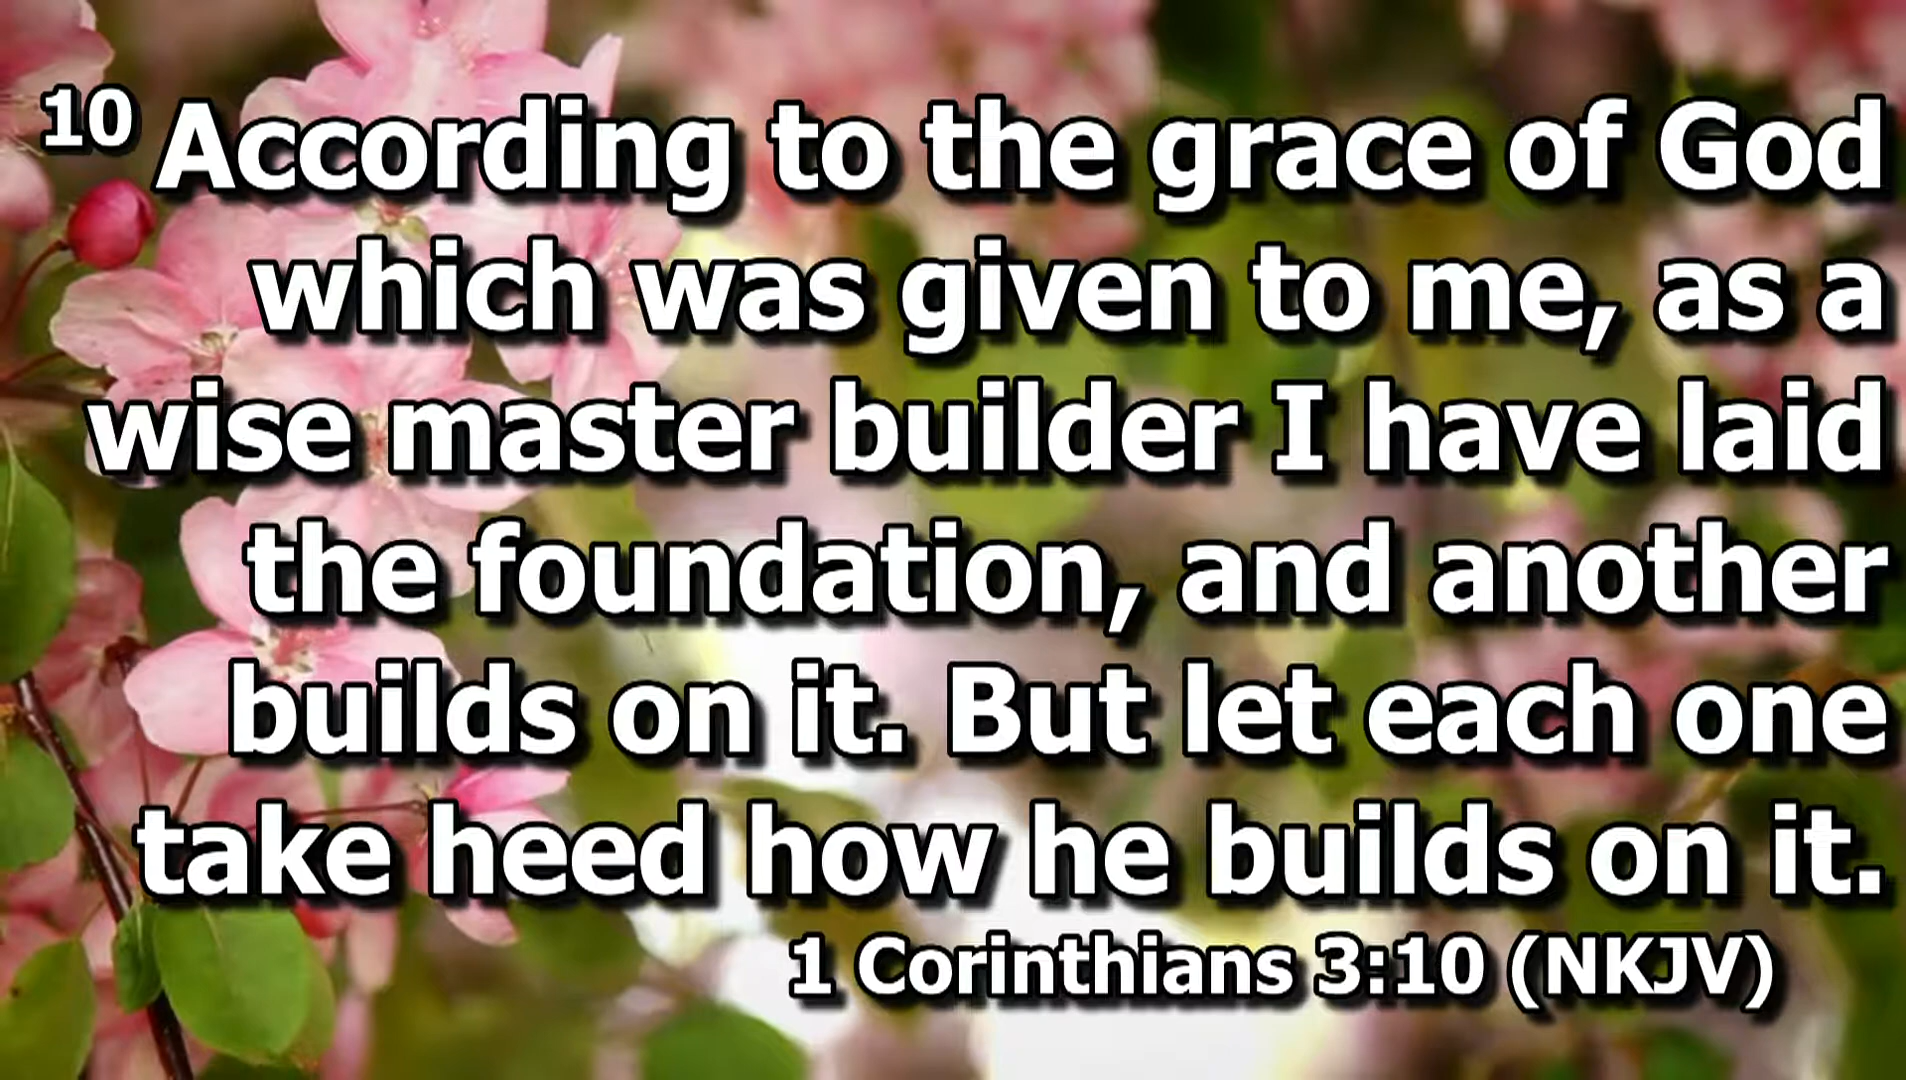 10 According to the grace of God
which was given to me, as a
wise master builder I have laid
the foundation, and another
builds on it. But let each one
take heed how he builds on it.
1 Corinthians 3:10 (NKJV)